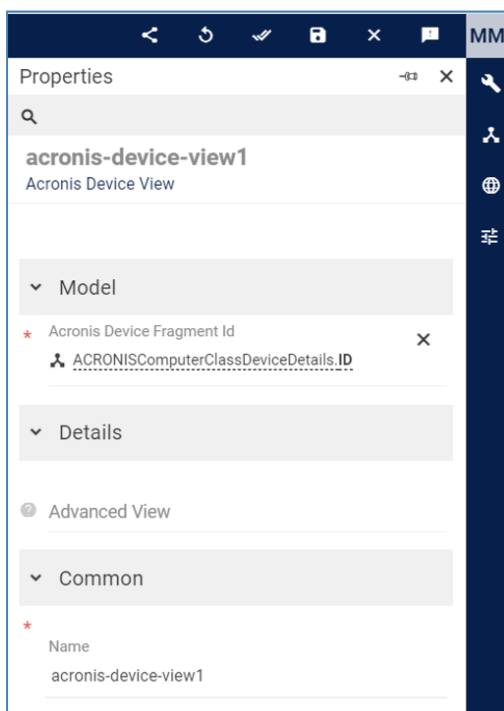 MM
Properties
acronis-device-view1
Acronis Device View
Model
* Acronis Device Fragment Id
ACRONISComputerClassDeviceDetails.ID
Details
? Advanced View
Common
*
Name
acronis-device-view1